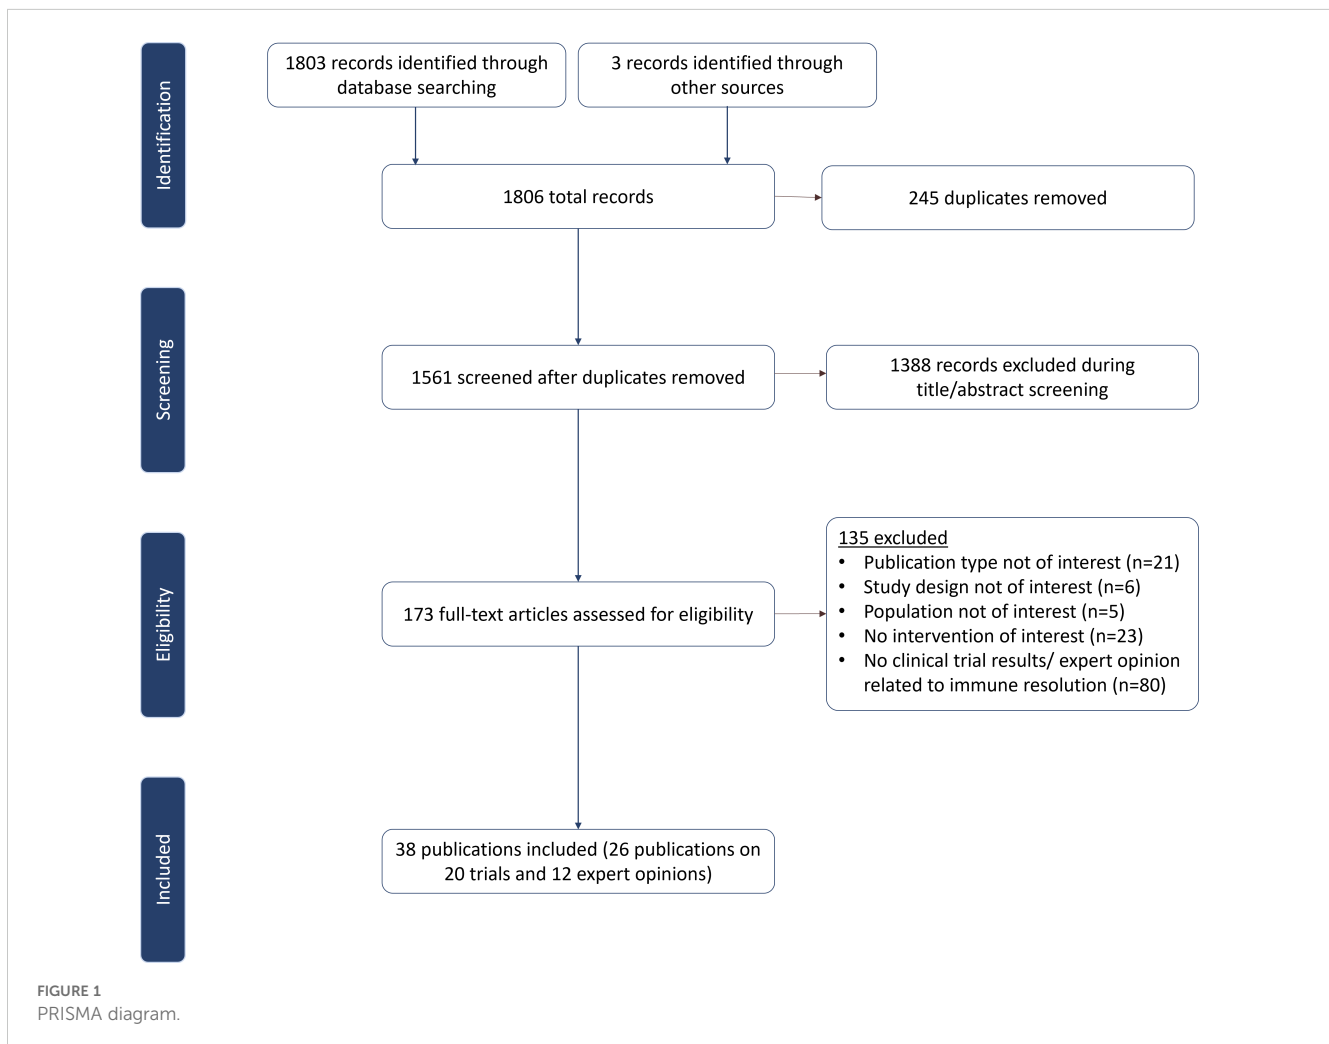 Identification
1803 records identified through
database searching
3 records identified through
other sources
1806 total records
245 duplicates removed
Screening
1561 screened after duplicates removed
1388 records excluded during
title/abstract screening
Eligibility
173 full-text articles assessed for eligibility
135 excluded
• Publication type not of interest (n=21)
• Study design not of interest (n=6)
• Population not of interest (n=5)
• No intervention of interest (n=23)
• No clinical trial results/ expert opinion
related to immune resolution (n=80)
Included
38 publications included (26 publications on
20 trials and 12 expert opinions)
FIGURE 1
PRISMA diagram.